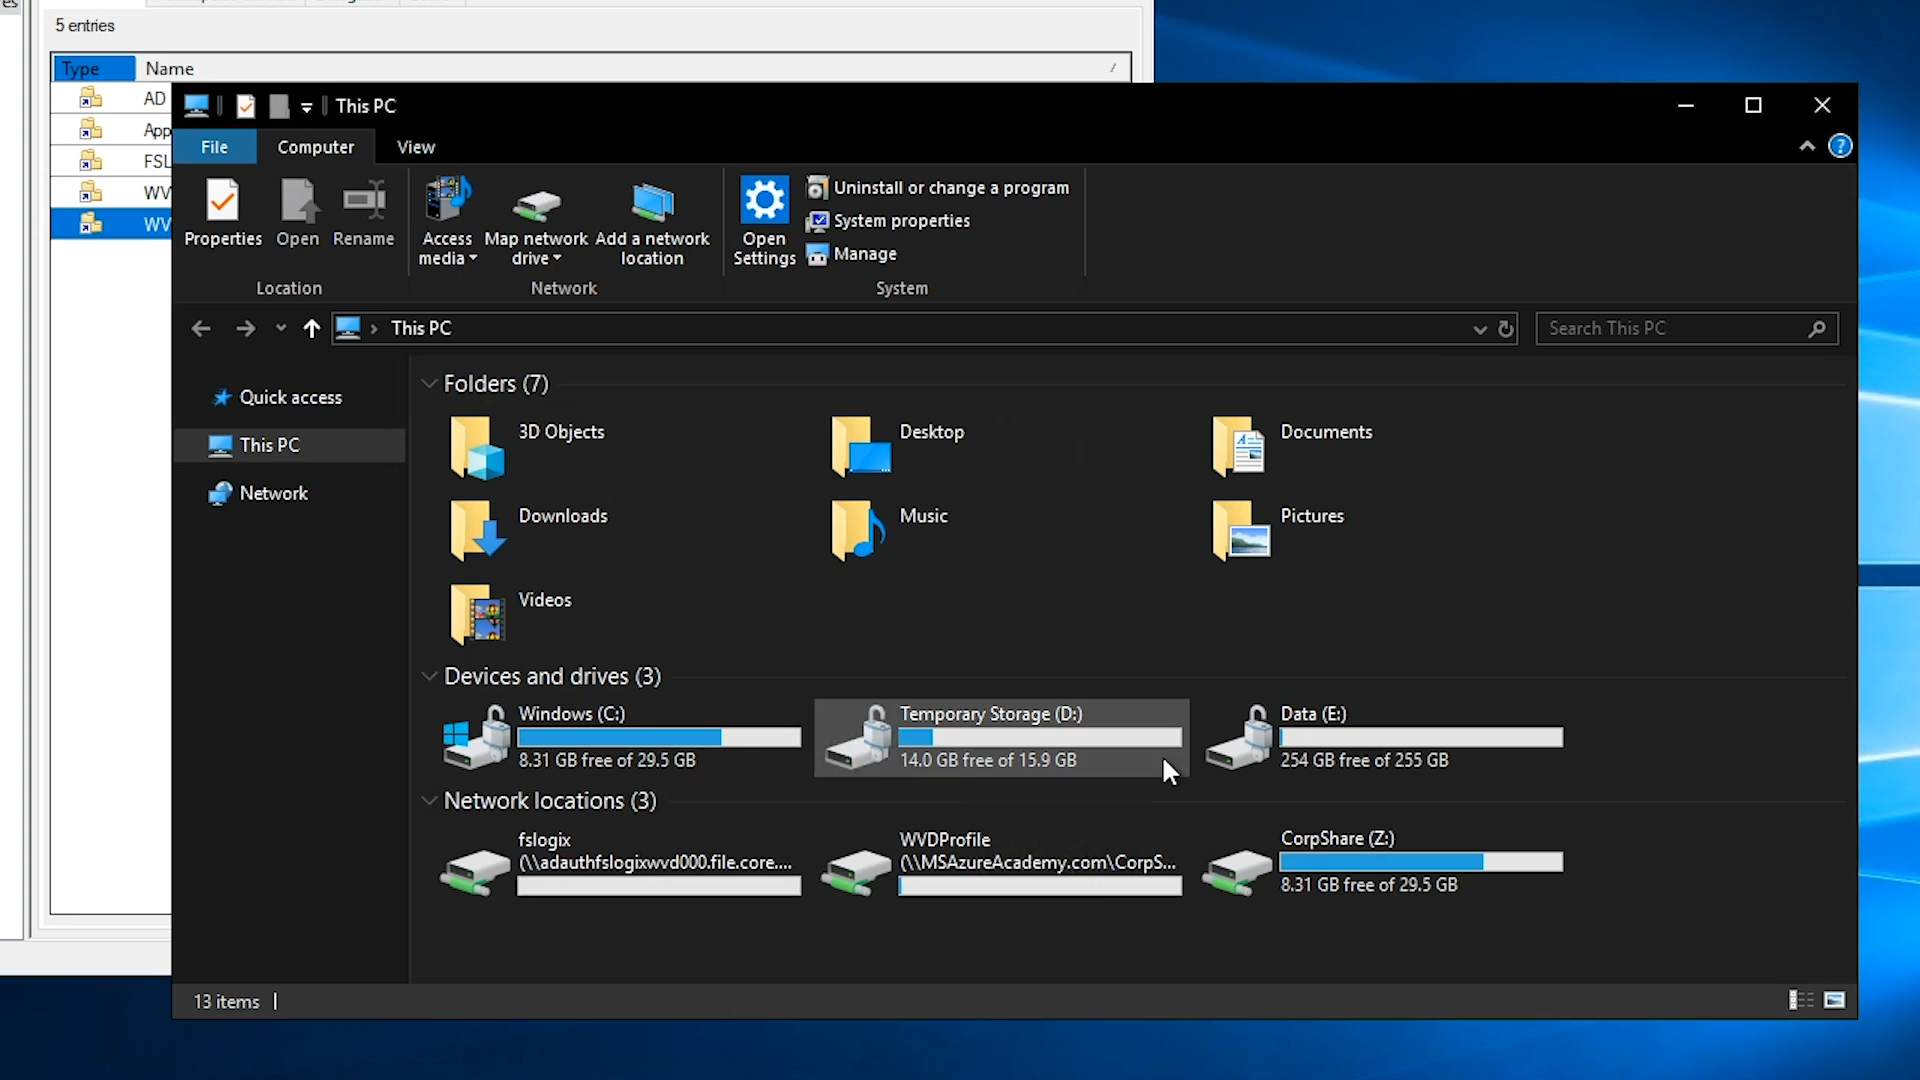 es
5 entries
Type Name
AD
App
FSL
WV
WV
This PC
File Computer View
Properties Open Rename
Access media
Map network drive
Add a network location
Open Settings
Uninstall or change a program
System properties
Manage
Location Network System
This PC
Search This PC
Quick access
This PC
Network
Folders (7)
3D Objects
Desktop
Documents
Downloads
Music
Pictures
Videos
Devices and drives (3)
Windows (C:)
8.31 GB free of 29.5 GB
Temporary Storage (D:)
14.0 GB free of 15.9 GB
Data (E:)
254 GB free of 255 GB
Network locations (3)
fslogix
(\\adauthfslogixwvd000.file.core....
WVDProfile
(\\MSAzureAcademy.com\CorpS...
CorpShare (Z:)
8.31 GB free of 29.5 GB
13 items